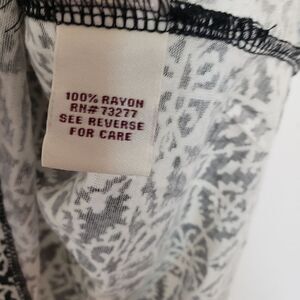 100% RAYON
RN# 73277
SEE REVERSE
FOR CARE